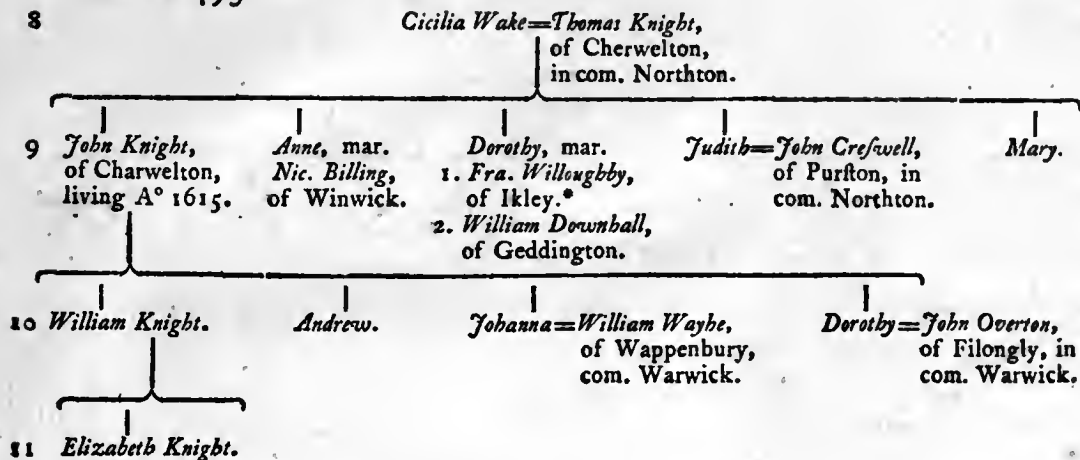 8 Cicilia Wake=Thomas Knight,
of Cherwelton,
in com. Northton.
9 John Knight,
of Charwelton,
living A° 1615.
Anne, mar.
Nic. Billing,
of Winwick.
Dorothy, mar.
1. Fra. Willoughby,
of Ikley.*
2. William Downhall,
of Geddington.
Judith=John Creſwell,
of Purſton, in
com. Northton.
Mary.
10 William Knight.
Andrew.
Johanna=William Waybe,
of Wappenbury,
com. Warwick.
Dorothy=John Overton,
of Filongly, in
com. Warwick.
11 Elizabeth Knight.